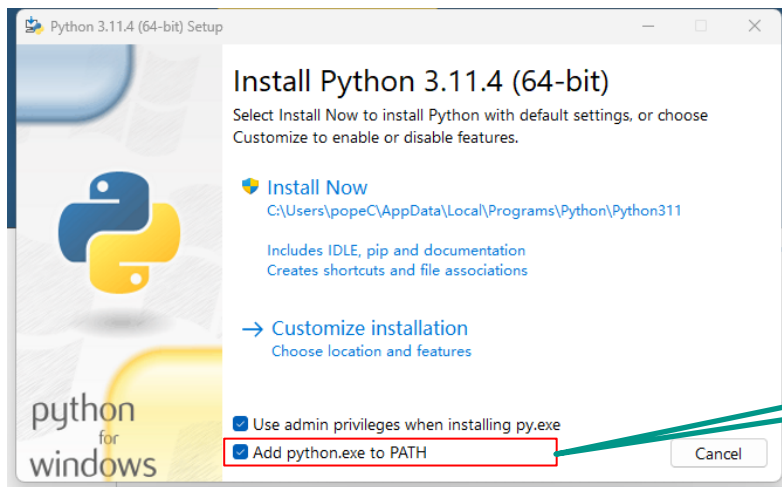 Python 3.11.4 (64-bit) Setup
Install Python 3.11.4 (64-bit)
Select Install Now to install Python with default settings, or choose
Customize to enable or disable features.
Install Now
C:\Users\popeC\AppData\Local\Programs\Python\Python311
Includes IDLE, pip and documentation
Creates shortcuts and file associations
Customize installation
Choose location and features
python
for
windows
Use admin privileges when installing py.exe
Add python.exe to PATH
Cancel